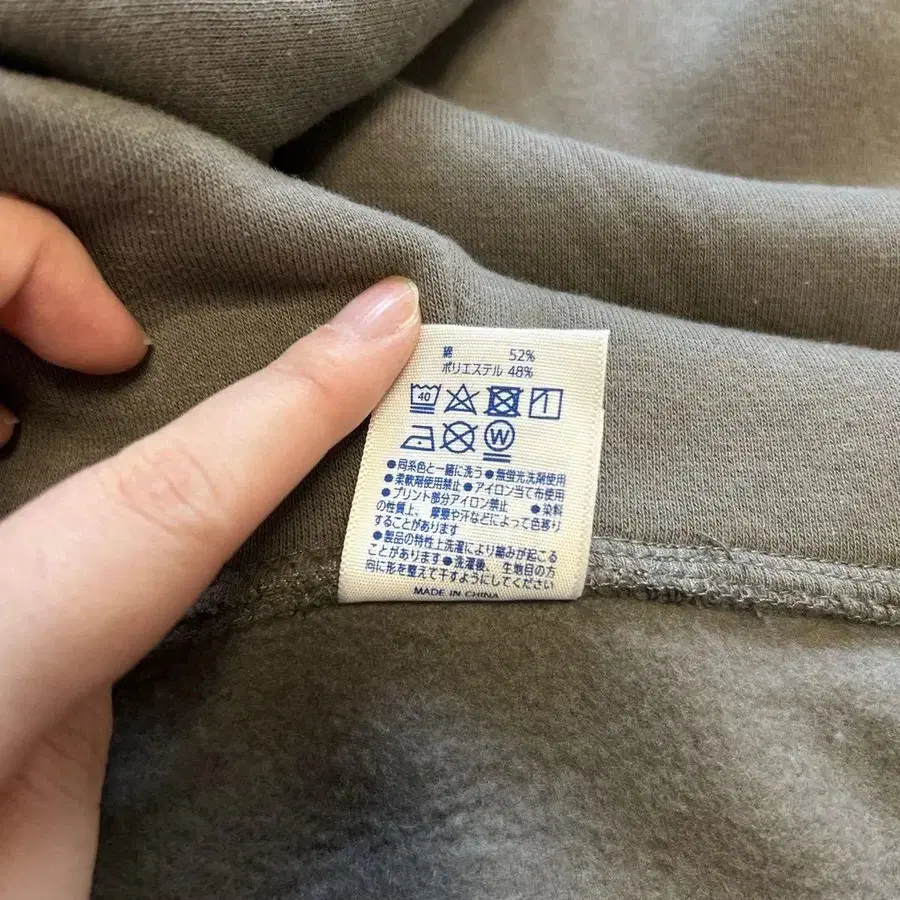 綿 52%
ポリエステル 48%
40
W
●同系色と一緒に洗う●無蛍光洗剤使用
●柔軟剤使用禁止●アイロン当て布使用
●プリント部分アイロン禁止 ●染料
の性質上、摩擦や汗などによって色移り
することがあります
●製品の特性上洗濯により縮みが起こる
ことがあります●洗濯後、生地目の方
向に形を整えて干すようにしてください
MADE IN CHINA